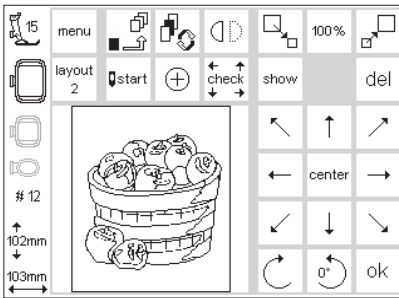 15
menu
100%
layout
2
start
check
show
del
center
# 12
102mm
103mm
0°
ok